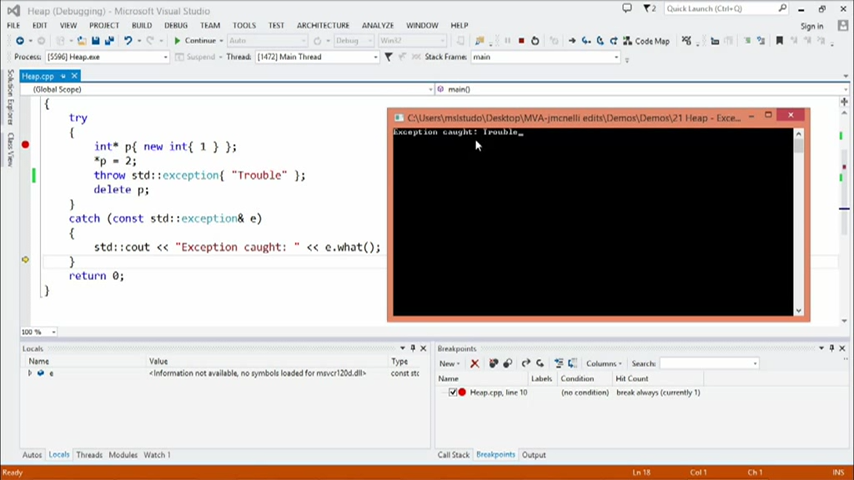 Heap (Debugging) - Microsoft Visual Studio
2
Quick Launch (Ctrl+Q)
FILE EDIT VIEW PROJECT BUILD DEBUG TEAM TOOLS TEST ARCHITECTURE ANALYZE WINDOW HELP
Sign in
Continue Auto Debug Win32 Code Map
Process: [5596] Heap.exe Suspend Thread: [1472] Main Thread Stack Frame: main
Solution Explorer
Class View
Heap.cpp
(Global Scope) main()
{
try
{
int* p{ new int{ 1 } };
*p = 2;
throw std::exception{ "Trouble" };
delete p;
}
catch (const std::exception& e)
{
std::cout << "Exception caught: " << e.what();
}
return 0;
}
C:\Users\mslstudo\Desktop\MVA-jmcnelli edits\Demos\Demos\21 Heap - Exce...
Exception caught: Trouble_
100 %
Locals
Name Value Type
e <Information not available, no symbols loaded for msvcr120d.dll> const stc
Autos Locals Threads Modules Watch 1
Breakpoints
New Columns Search:
Name Labels Condition Hit Count
Heap.cpp, line 10 (no condition) break always (currently 1)
Call Stack Breakpoints Output
Ready Ln 18 Col 1 Ch 1 INS